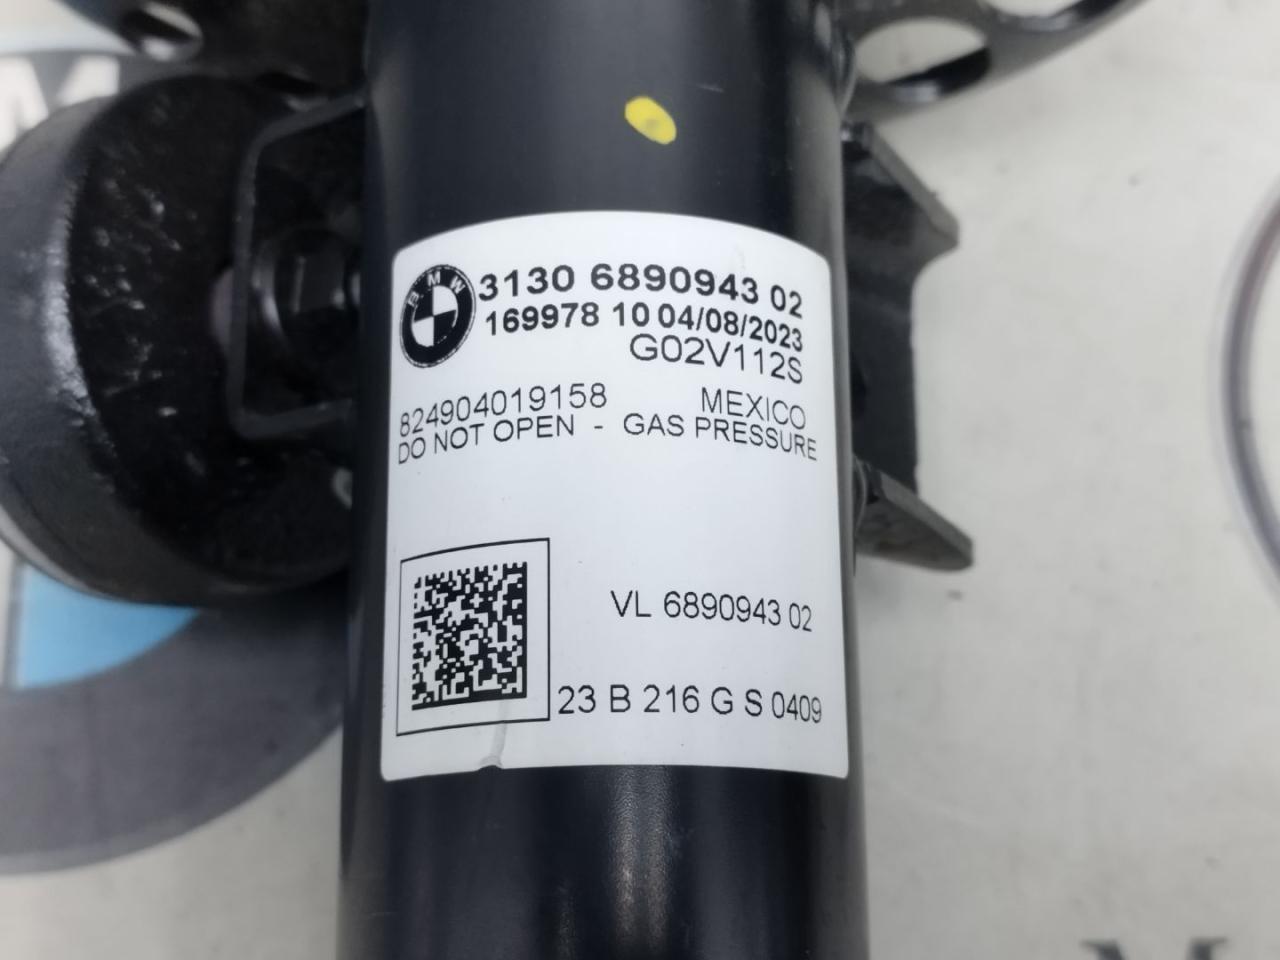 BMW
3130 6890943 02
169978 10 04/08/2023
G02V112S
824904019158 MEXICO
DO NOT OPEN - GAS PRESSURE
VL 6890943 02
23 B 216 G S 0409
M